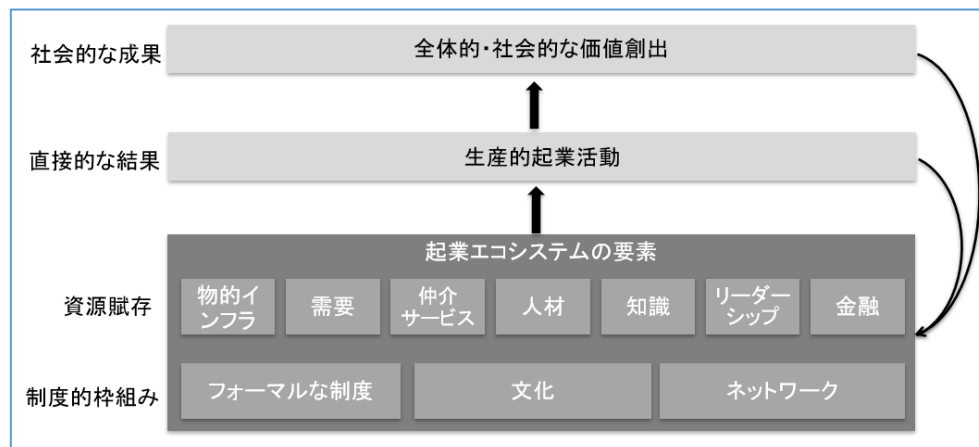 社会的な成果
全体的・社会的な価値創出
直接的な結果
生産的起業活動
起業エコシステムの要素
資源賦存
物的イ
ンフラ
需要
仲介
サービス
人材
知識
リーダー
シップ
金融
制度的枠組み
フォーマルな制度
文化
ネットワーク